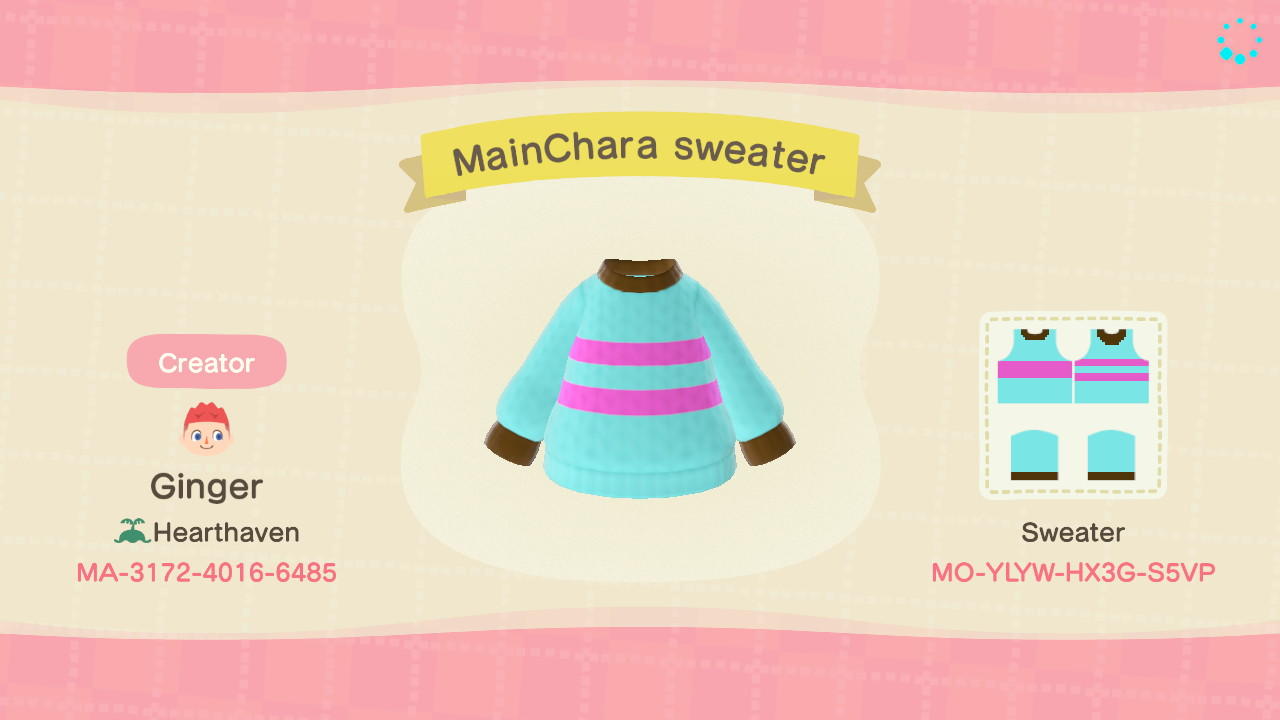 MainChara sweater
Creator
Ginger
Hearthaven
MA-3172-4016-6485
Sweater
MO-YLYW-HX3G-S5VP